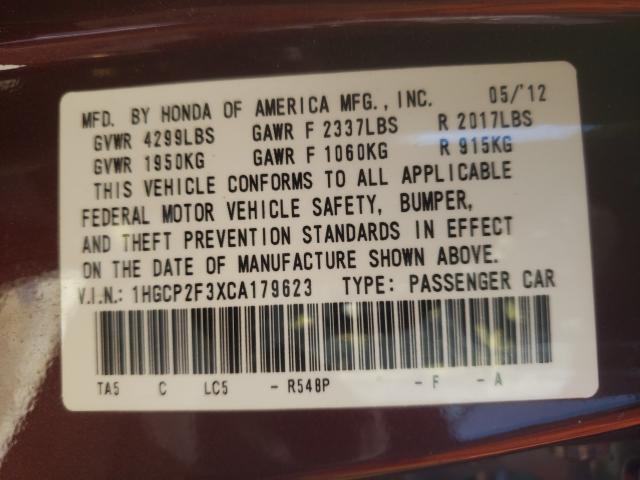 MFD. BY HONDA OF AMERICA MFG., INC. 05/'12
GVWR 4299LBS GAWR F 2337LBS R 2017LBS
GVWR 1950KG GAWR F 1060KG R 915KG
THIS VEHICLE CONFORMS TO ALL APPLICABLE
FEDERAL MOTOR VEHICLE SAFETY, BUMPER,
AND THEFT PREVENTION STANDARDS IN EFFECT
ON THE DATE OF MANUFACTURE SHOWN ABOVE.
V.I.N.: 1HGCP2F3XCA179623 TYPE: PASSENGER CAR
TA5 C LC5 - R548P - F - A